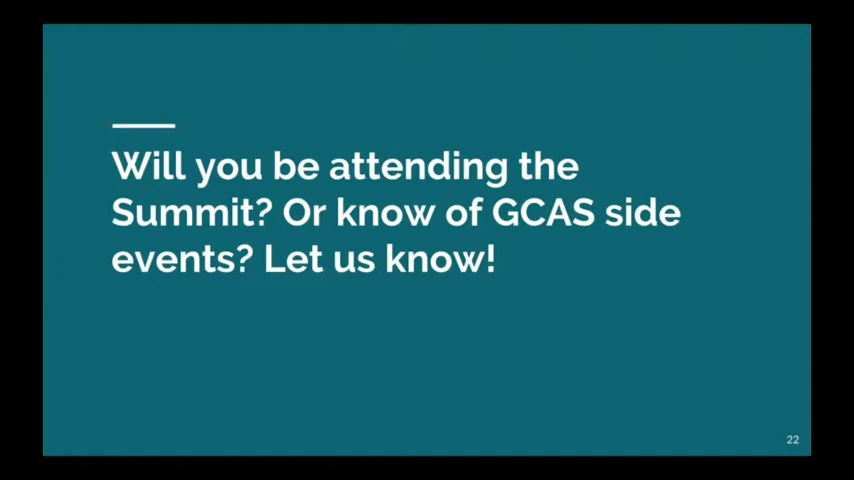 Will you be attending the
Summit? Or know of GCAS side
events? Let us know!
22